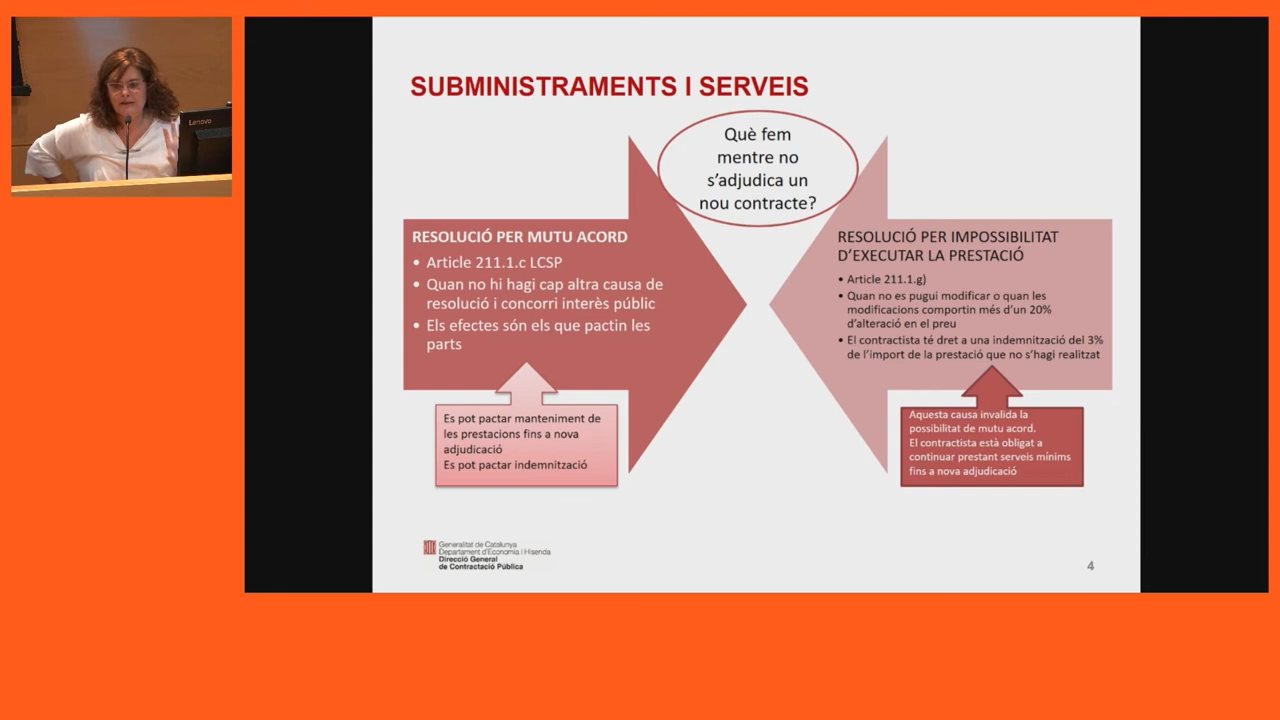 Lenovo
SUBMINISTRAMENTS I SERVEIS
Què fem
mentre no
s'adjudica un
nou contracte?
RESOLUCIÓ PER MUTU ACORD
• Article 211.1.c LCSP
• Quan no hi hagi cap altra causa de
resolució i concorri interès públic
• Els efectes són els que pactin les
parts
Es pot pactar manteniment de
les prestacions fins a nova
adjudicació
Es pot pactar indemnització
RESOLUCIÓ PER IMPOSSIBILITAT
D'EXECUTAR LA PRESTACIÓ
• Article 211.1.g)
• Quan no es pugui modificar o quan les
modificacions comportin més d'un 20%
d'alteració en el preu
• El contractista té dret a una indemnització del 3%
de l'import de la prestació que no s'hagi realitzat
Aquesta causa invalida la
possibilitat de mutu acord.
El contractista està obligat a
continuar prestant serveis mínims
fins a nova adjudicació
Generalitat de Catalunya
Departament d'Economia i Hisenda
Direcció General
de Contractació Pública
4